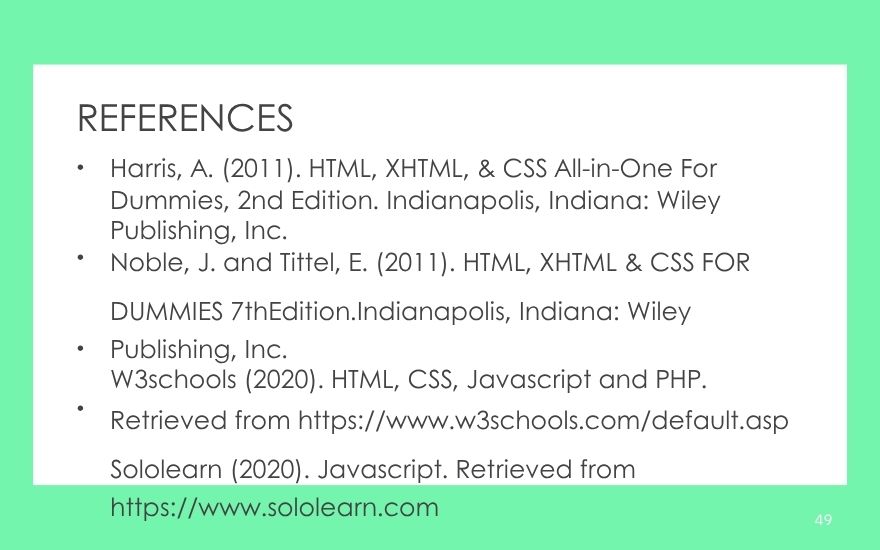 REFERENCES
• Harris, A. (2011). HTML, XHTML, & CSS All-in-One For
Dummies, 2nd Edition. Indianapolis, Indiana: Wiley
Publishing, Inc.
• Noble, J. and Tittel, E. (2011). HTML, XHTML & CSS FOR
DUMMIES 7thEdition.Indianapolis, Indiana: Wiley
• Publishing, Inc.
W3schools (2020). HTML, CSS, Javascript and PHP.
• Retrieved from https://www.w3schools.com/default.asp
Sololearn (2020). Javascript. Retrieved from
https://www.sololearn.com
49